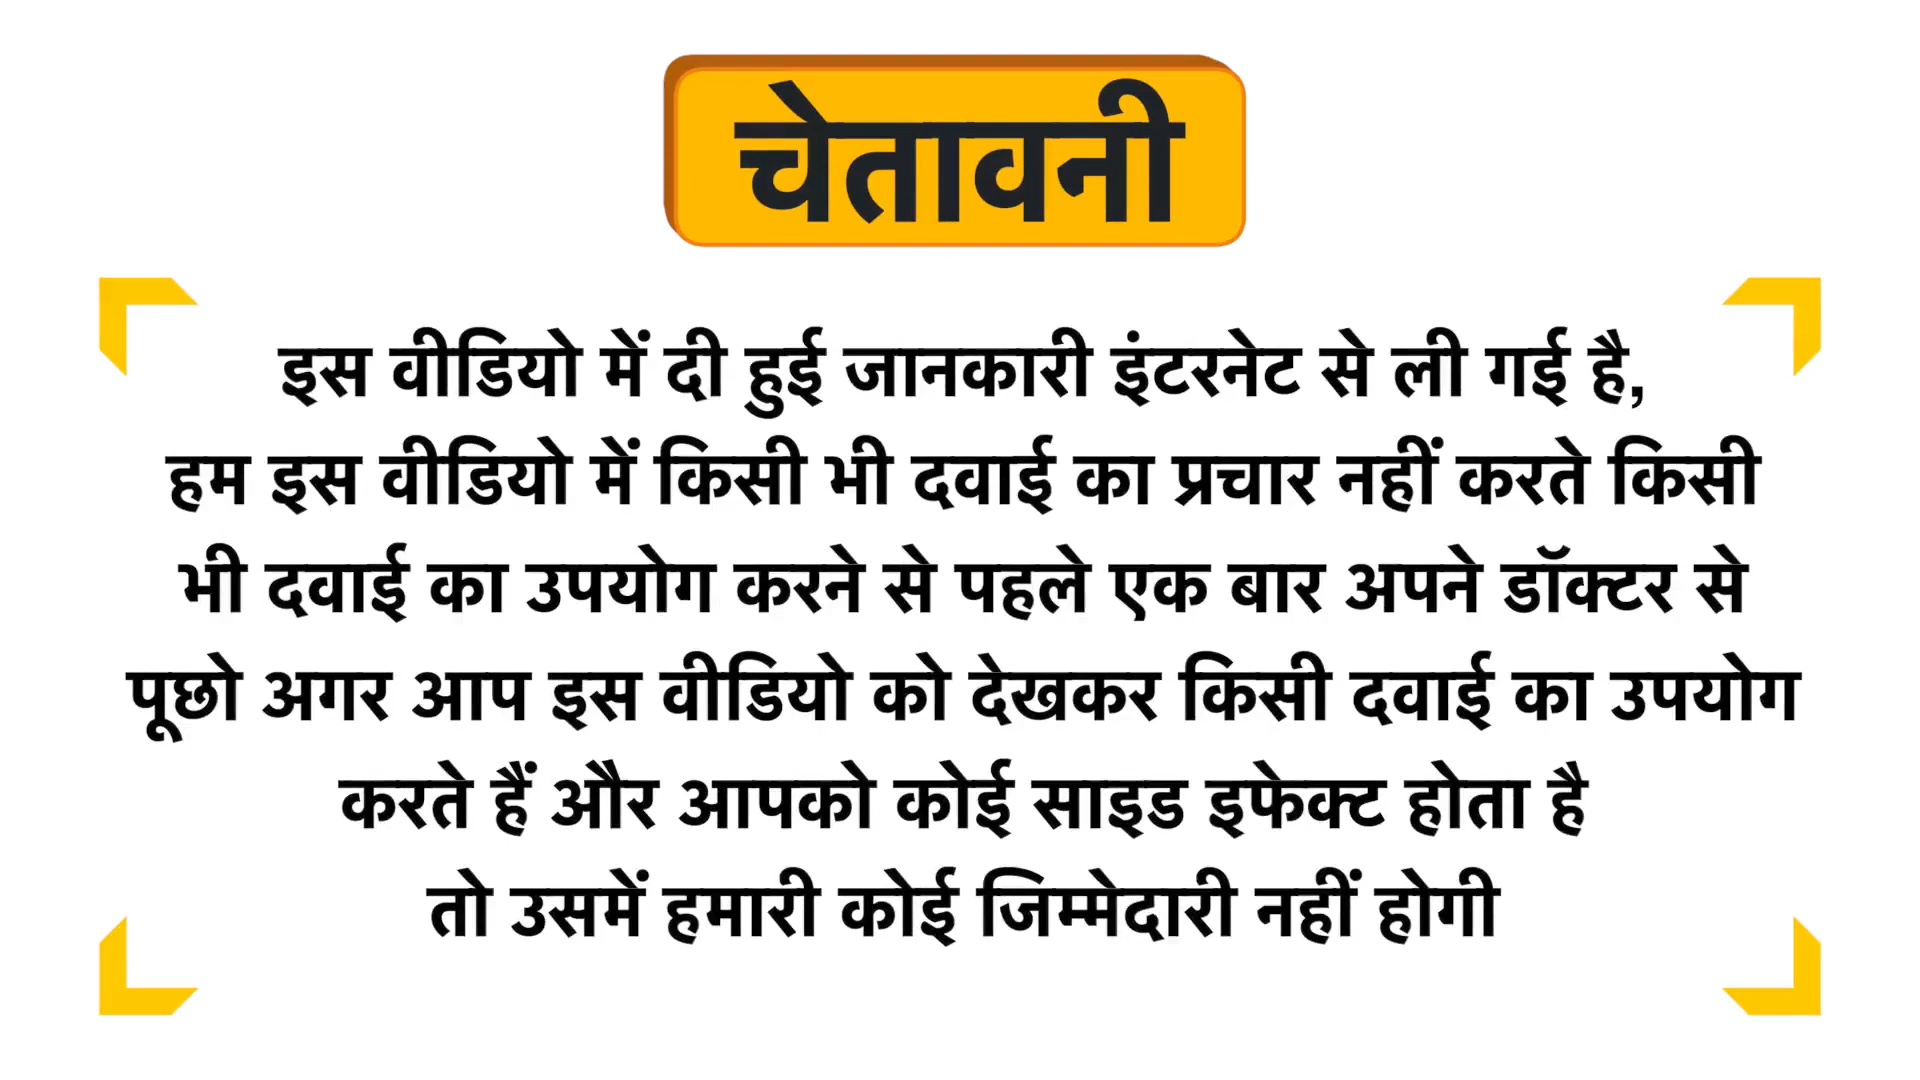 चेतावनी
इस वीडियो में दी हुई जानकारी इंटरनेट से ली गई है,
हम इस वीडियो में किसी भी दवाई का प्रचार नहीं करते किसी
भी दवाई का उपयोग करने से पहले एक बार अपने डॉक्टर से
पूछो अगर आप इस वीडियो को देखकर किसी दवाई का उपयोग
करते हैं और आपको कोई साइड इफेक्ट होता है
तो उसमें हमारी कोई जिम्मेदारी नहीं होगी